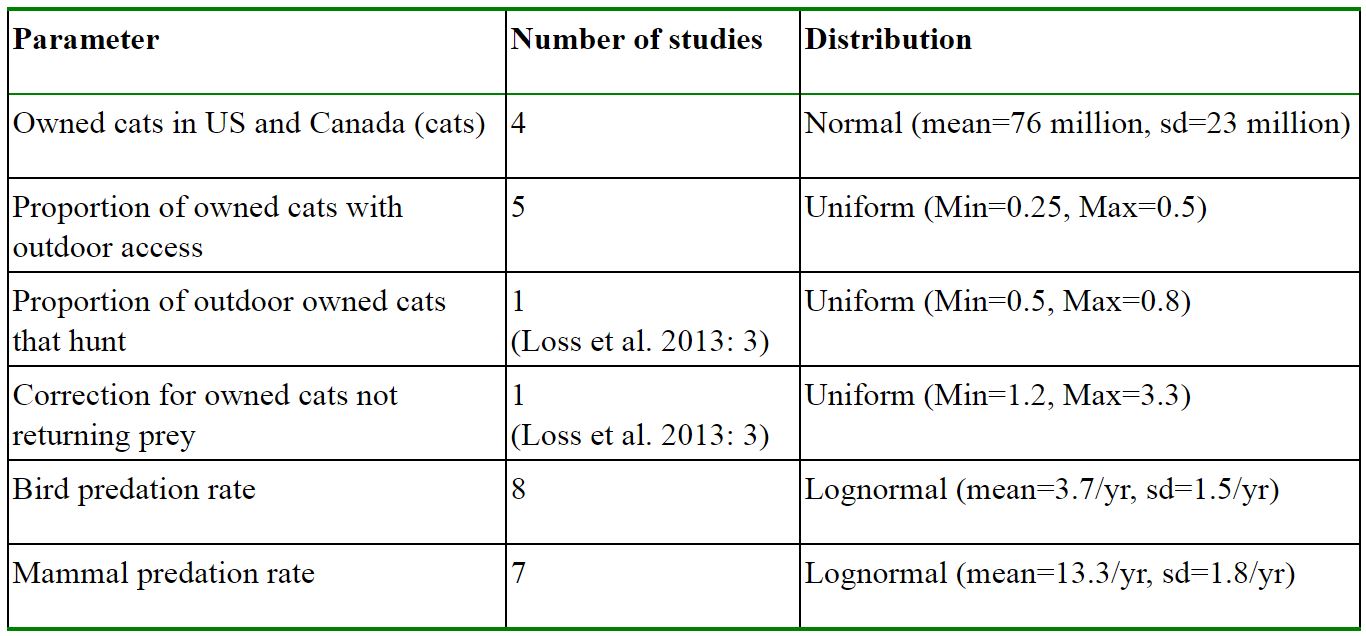 Parameter Number of studies Distribution
Owned cats in US and Canada (cats) 4 Normal (mean=76 million, sd=23 million)
Proportion of owned cats with 5 Uniform (Min=0.25, Max=0.5)
outdoor access
Proportion of outdoor owned cats 1 Uniform (Min=0.5, Max=0.8)
that hunt (Loss et al. 2013: 3)
Correction for owned cats not 1 Uniform (Min=1.2, Max=3.3)
returning prey (Loss et al. 2013: 3)
Bird predation rate 8 Lognormal (mean=3.7/yr, sd=1.5/yr)
Mammal predation rate 7 Lognormal (mean=13.3/yr, sd=1.8/yr)